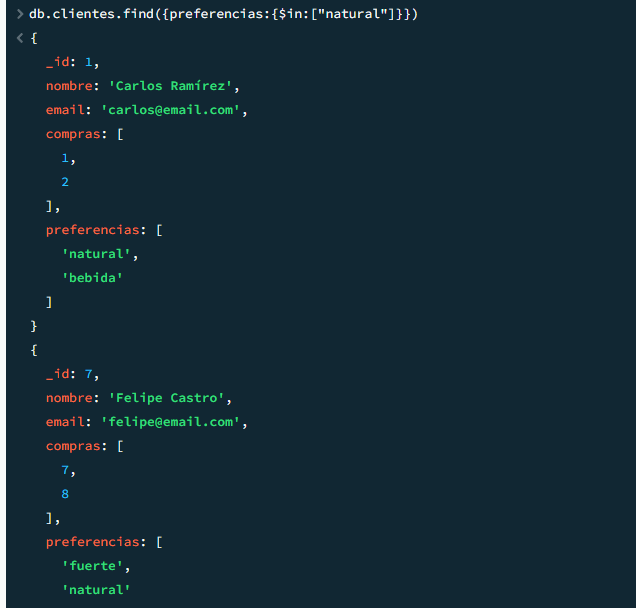 > db.clientes.find({preferencias:{$in:["natural"]}})
< {
_id: 1,
nombre: 'Carlos Ramírez',
email: 'carlos@email.com',
compras: [
1,
2
],
preferencias: [
'natural',
'bebida'
]
}
{
_id: 7,
nombre: 'Felipe Castro',
email: 'felipe@email.com',
compras: [
7,
8
],
preferencias: [
'fuerte',
'natural'